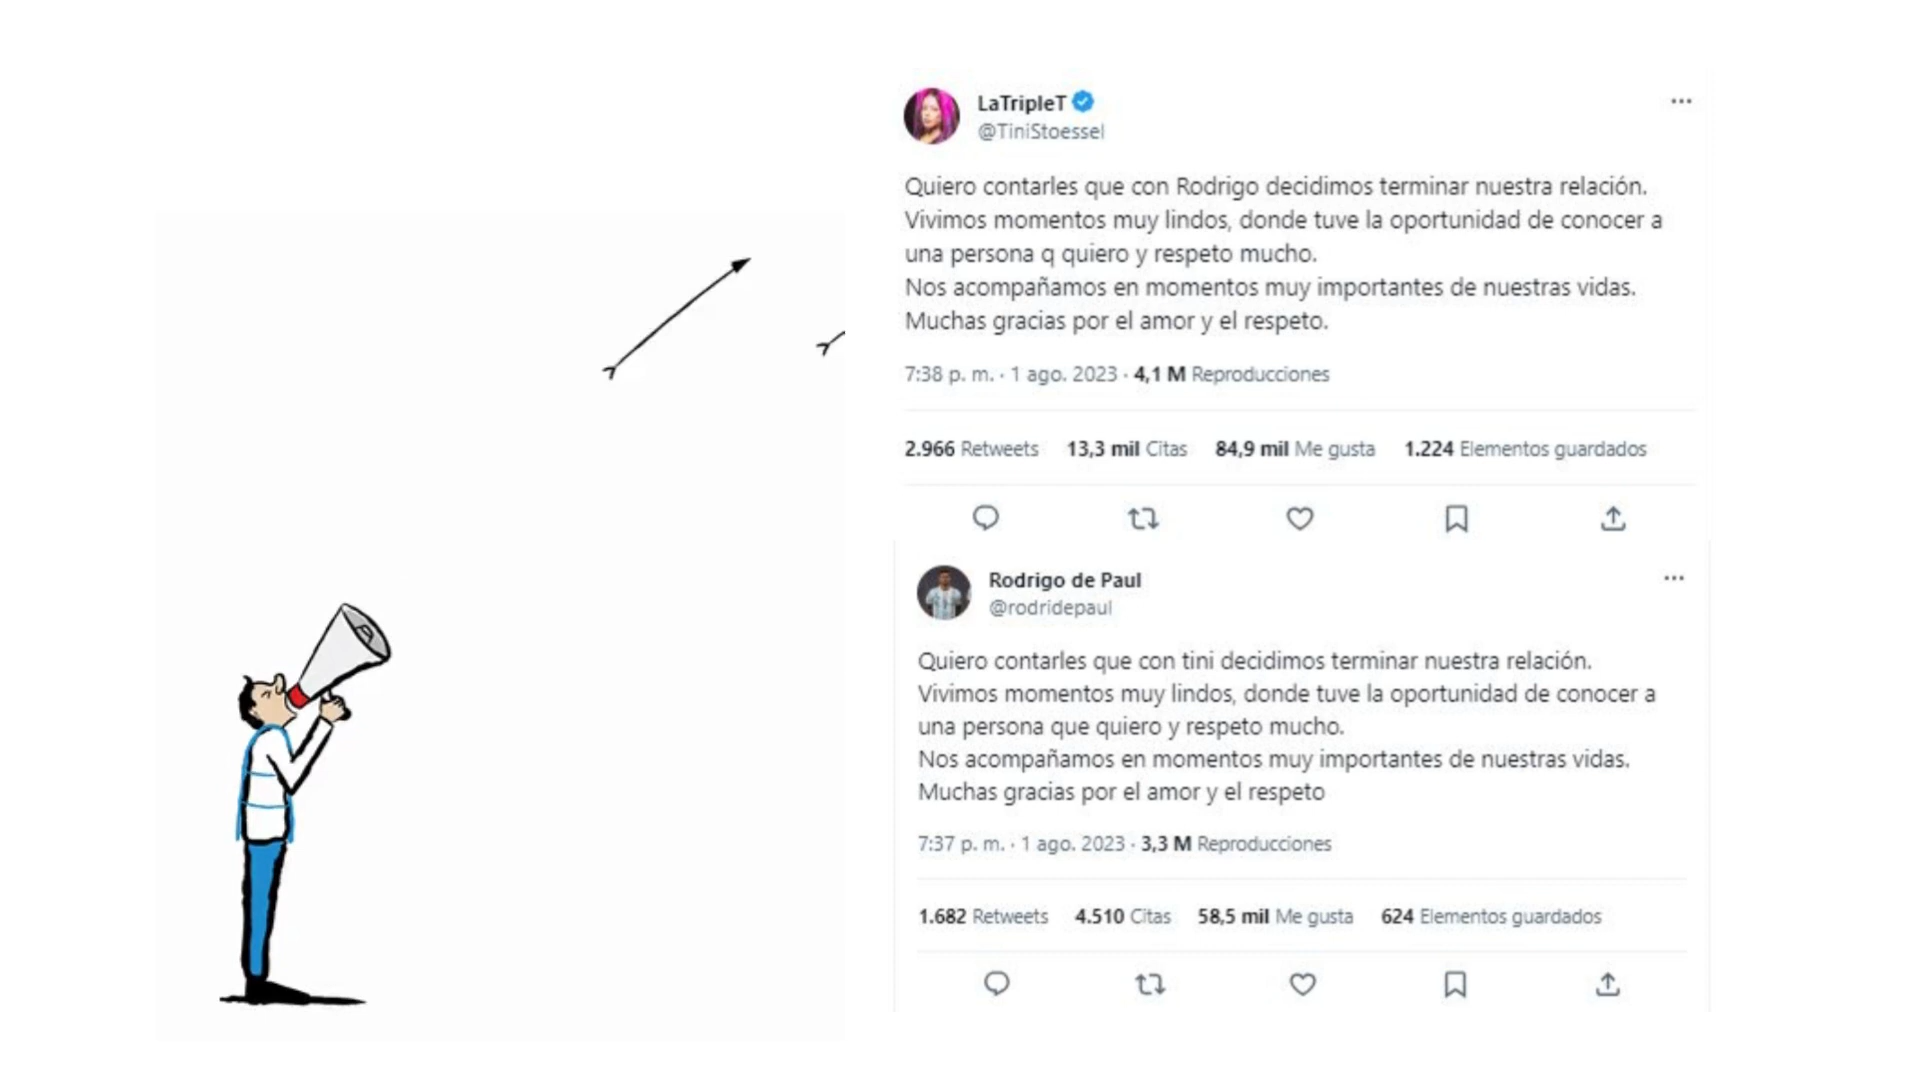 LaTripleT
@TiniStoessel
Quiero contarles que con Rodrigo decidimos terminar nuestra relación.
Vivimos momentos muy lindos, donde tuve la oportunidad de conocer a
una persona q quiero y respeto mucho.
Nos acompañamos en momentos muy importantes de nuestras vidas.
Muchas gracias por el amor y el respeto.
7:38 p. m. · 1 ago. 2023 · 4,1 M Reproducciones
2.966 Retweets 13,3 mil Citas 84,9 mil Me gusta 1.224 Elementos guardados
Rodrigo de Paul
@rodridepaul
Quiero contarles que con tini decidimos terminar nuestra relación.
Vivimos momentos muy lindos, donde tuve la oportunidad de conocer a
una persona que quiero y respeto mucho.
Nos acompañamos en momentos muy importantes de nuestras vidas.
Muchas gracias por el amor y el respeto
7:37 p. m. · 1 ago. 2023 · 3,3 M Reproducciones
1.682 Retweets 4.510 Citas 58,5 mil Me gusta 624 Elementos guardados